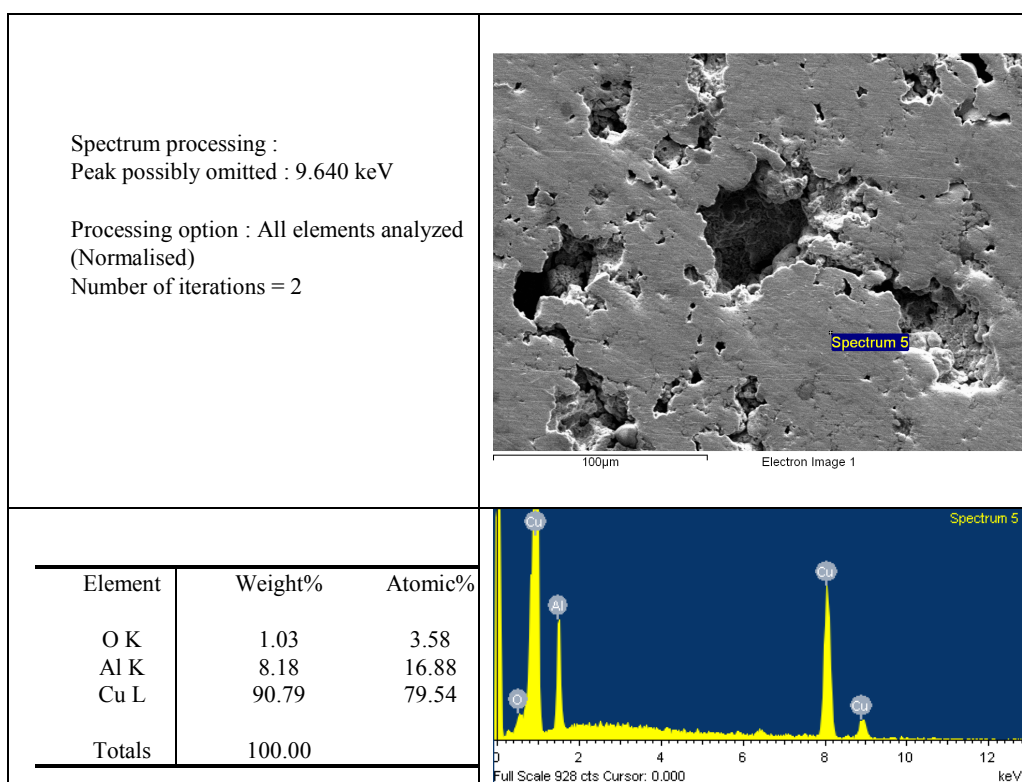 Spectrum processing :
Peak possibly omitted : 9.640 keV
Processing option : All elements analyzed
(Normalised)
Number of iterations = 2
Spectrum 5
100µm
Electron Image 1
Element Weight% Atomic%
O K 1.03 3.58
Al K 8.18 16.88
Cu L 90.79 79.54
Totals 100.00
Spectrum 5
Cu
Cu
Al
Cu
O
0 2 4 6 8 10 12
Full Scale 928 cts Cursor: 0.000 keV